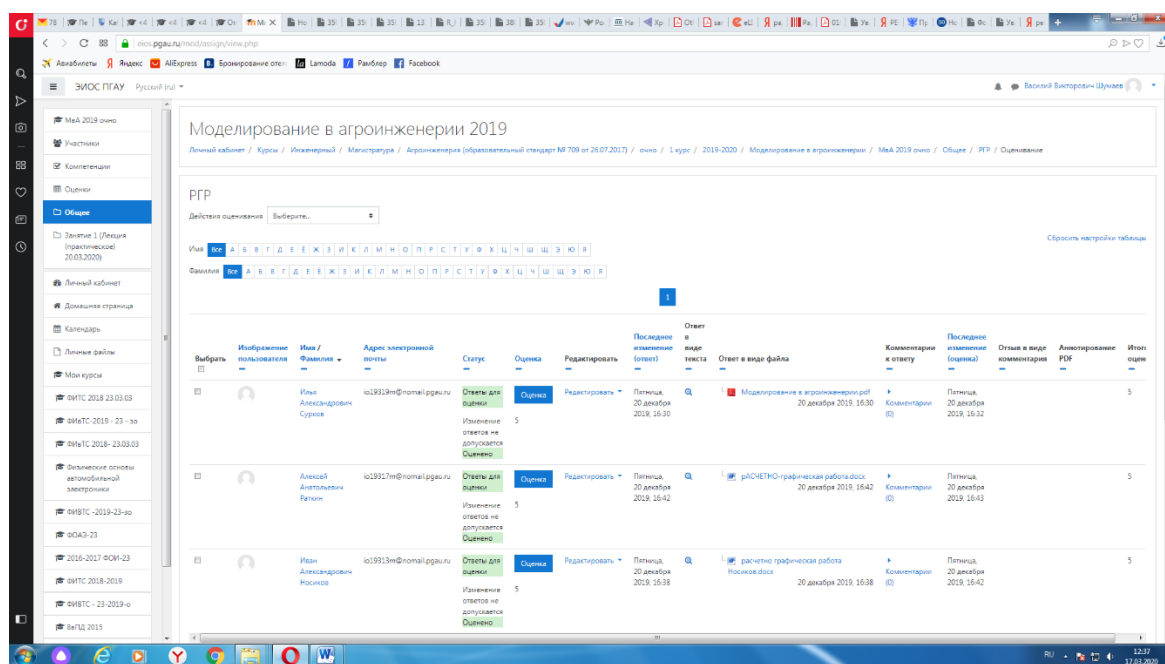 eios.pgau.ru/mod/assign/view.php
Авиабилеты Яндекс AliExpress Бронирование отел Lamoda Рамблер Facebook
ЭИОС ПГАУ Русский (ru)
Василий Викторович Шумаев
МвА 2019 очно
Участники
Компетенции
Оценки
Общее
Занятие 1 (Лекция
(практическое)
20.03.2020)
Личный кабинет
Домашняя страница
Календарь
Личные файлы
Мои курсы
ФИТС 2018 23.03.03
ФИвТС-2019 - 23 - зо
ФИвТС 2018- 23.03.03
Физические основы
автомобильной
электроники
ФИВТС -2019-23-зо
ФОАЭ-23
2016-2017 ФОИ-23
ФИТС 2018-2019
ФИВТС - 23-2019-о
ВвПД 2015
Моделирование в агроинженерии 2019
Личный кабинет / Курсы / Инженерный / Магистратура / Агроинженерия (образовательный стандарт № 709 от 26.07.2017) / очно / 1 курс / 2019-2020 / Моделирование в агроинженерии / МвА 2019 очно / Общее / РГР / Оценивание
РГР
Действия оценивания Выберите...
Сбросить настройки таблицы
Имя Все А Б В Г Д Е Ё Ж З И К Л М Н О П Р С Т У Ф Х Ц Ч Ш Щ Э Ю Я
Фамилия Все А Б В Г Д Е Ё Ж З И К Л М Н О П Р С Т У Ф Х Ц Ч Ш Щ Э Ю Я
1
Выбрать
Изображение
пользователя
Имя /
Фамилия
Адрес электронной
почты
Статус
Оценка
Редактировать
Последнее
изменение
(ответ)
Ответ
в
виде
текста
Ответ в виде файла
Комментарии
к ответу
Последнее
изменение
(оценка)
Отзыв в виде
комментария
Аннотирование
PDF
Итого
оцен
Илья
Александрович
Сурков
io19319m@nomail.pgau.ru
Ответы для
оценки
Изменение
ответов не
допускается
Оценено
Оценка
5
Редактировать
Пятница,
20 декабря
2019, 16:30
Моделирование в агроинженерии.pdf
20 декабря 2019, 16:30
Комментарии
(0)
Пятница,
20 декабря
2019, 16:32
5
Алексей
Анатольевич
Раткин
io19317m@nomail.pgau.ru
Ответы для
оценки
Изменение
ответов не
допускается
Оценено
Оценка
5
Редактировать
Пятница,
20 декабря
2019, 16:42
рАСЧЕТНО-графическая работа.docx
20 декабря 2019, 16:42
Комментарии
(0)
Пятница,
20 декабря
2019, 16:43
5
Иван
Александрович
Носиков
io19313m@nomail.pgau.ru
Ответы для
оценки
Изменение
ответов не
допускается
Оценено
Оценка
5
Редактировать
Пятница,
20 декабря
2019, 16:38
расчетно графическая работа
Носиков.docx
20 декабря 2019, 16:38
Комментарии
(0)
Пятница,
20 декабря
2019, 16:42
5
RU
12:37
17.03.2020